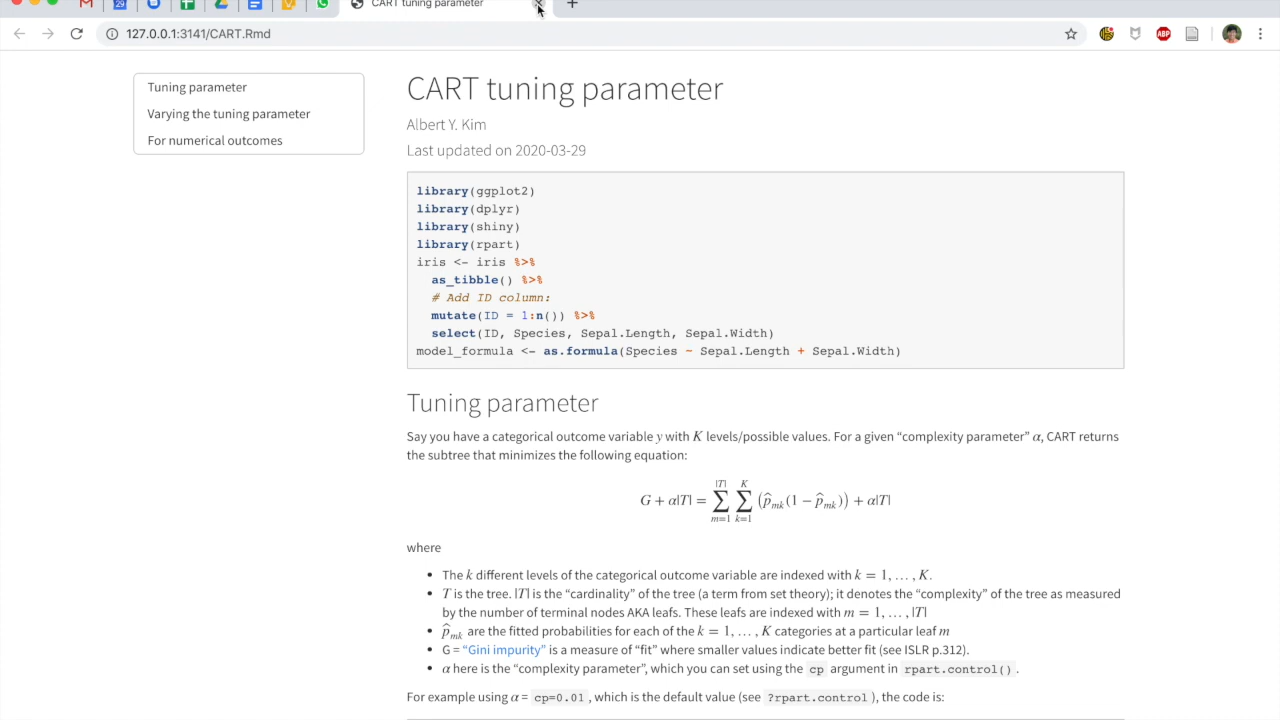 CART tuning parameter
127.0.0.1:3141/CART.Rmd
Tuning parameter
Varying the tuning parameter
For numerical outcomes
CART tuning parameter
Albert Y. Kim
Last updated on 2020-03-29
library(ggplot2)
library(dplyr)
library(shiny)
library(rpart)
iris <- iris %>%
as_tibble() %>%
# Add ID column:
mutate(ID = 1:n()) %>%
select(ID, Species, Sepal.Length, Sepal.Width)
model_formula <- as.formula(Species ~ Sepal.Length + Sepal.Width)
Tuning parameter
Say you have a categorical outcome variable y with K levels/possible values. For a given “complexity parameter” α, CART returns
the subtree that minimizes the following equation:
G + α|T| = ∑_{m=1}^{|T|} ∑_{k=1}^{K} (p̂_{mk}(1 − p̂_{mk})) + α|T|
where
• The k different levels of the categorical outcome variable are indexed with k = 1, … , K.
• T is the tree. |T| is the “cardinality” of the tree (a term from set theory); it denotes the “complexity” of the tree as measured
by the number of terminal nodes AKA leafs. These leafs are indexed with m = 1, … , |T|
• p̂_{mk} are the fitted probabilities for each of the k = 1, … , K categories at a particular leaf m
• G = “Gini impurity” is a measure of “fit” where smaller values indicate better fit (see ISLR p.312).
• α here is the “complexity parameter”, which you can set using the cp argument in rpart.control() .
For example using α = cp=0.01 , which is the default value (see ?rpart.control ), the code is: